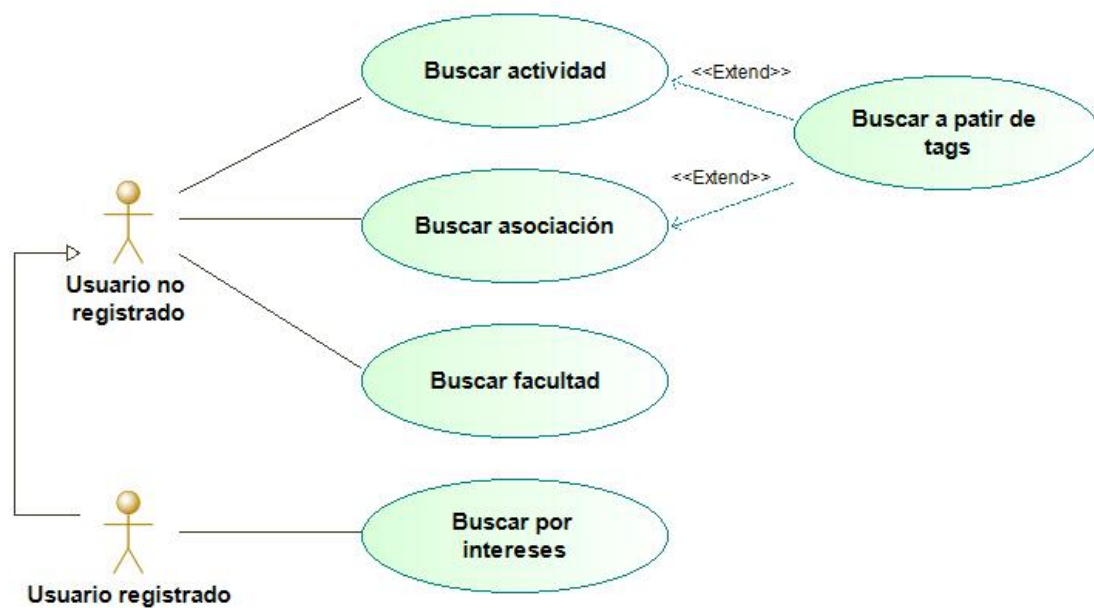 Buscar actividad
<<Extend>>
Buscar a patir de
tags
<<Extend>>
Buscar asociación
Usuario no
registrado
Buscar facultad
Buscar por
intereses
Usuario registrado